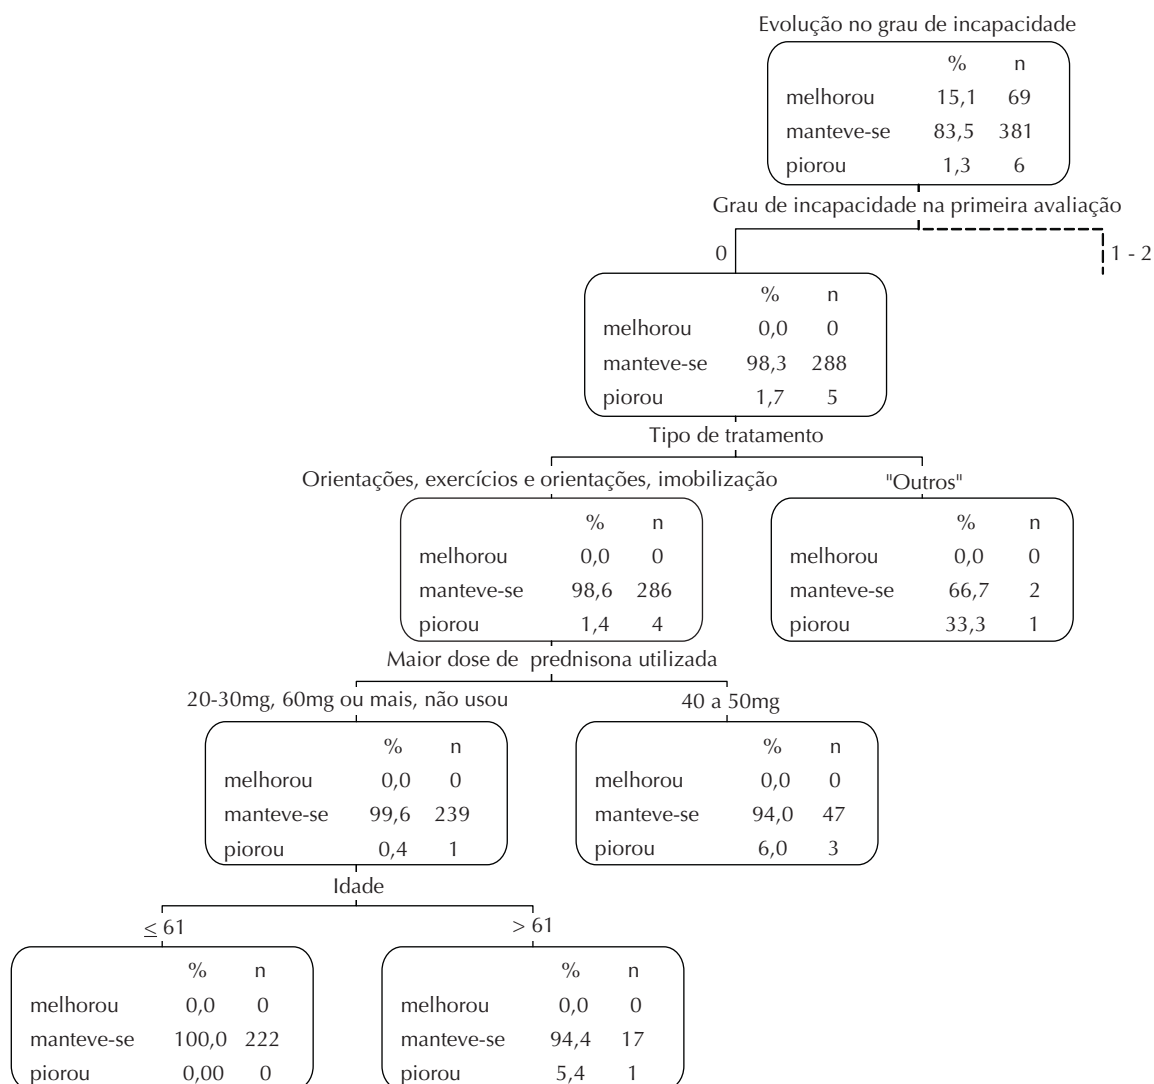 Evolução no grau de incapacidade
% n
melhorou 15,1 69
manteve-se 83,5 381
piorou 1,3 6
Grau de incapacidade na primeira avaliação
0 1 - 2
% n
melhorou 0,0 0
manteve-se 98,3 288
piorou 1,7 5
Tipo de tratamento
Orientações, exercícios e orientações, imobilização "Outros"
% n % n
melhorou 0,0 0 melhorou 0,0 0
manteve-se 98,6 286 manteve-se 66,7 2
piorou 1,4 4 piorou 33,3 1
Maior dose de prednisona utilizada
20-30mg, 60mg ou mais, não usou 40 a 50mg
% n % n
melhorou 0,0 0 melhorou 0,0 0
manteve-se 99,6 239 manteve-se 94,0 47
piorou 0,4 1 piorou 6,0 3
Idade
≤ 61 > 61
% n % n
melhorou 0,0 0 melhorou 0,0 0
manteve-se 100,0 222 manteve-se 94,4 17
piorou 0,00 0 piorou 5,4 1